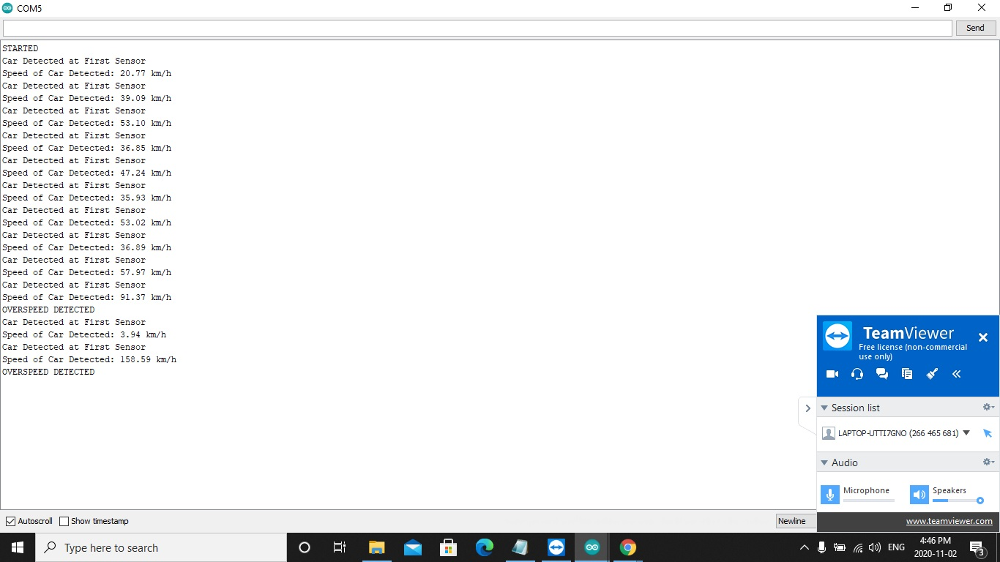 COM5
Send
STARTED
Car Detected at First Sensor
Speed of Car Detected: 20.77 km/h
Car Detected at First Sensor
Speed of Car Detected: 39.09 km/h
Car Detected at First Sensor
Speed of Car Detected: 53.10 km/h
Car Detected at First Sensor
Speed of Car Detected: 36.85 km/h
Car Detected at First Sensor
Speed of Car Detected: 47.24 km/h
Car Detected at First Sensor
Speed of Car Detected: 35.93 km/h
Car Detected at First Sensor
Speed of Car Detected: 53.02 km/h
Car Detected at First Sensor
Speed of Car Detected: 36.89 km/h
Car Detected at First Sensor
Speed of Car Detected: 57.97 km/h
Car Detected at First Sensor
Speed of Car Detected: 91.37 km/h
OVERSPEED DETECTED
Car Detected at First Sensor
Speed of Car Detected: 3.94 km/h
Car Detected at First Sensor
Speed of Car Detected: 158.59 km/h
OVERSPEED DETECTED
TeamViewer
Free license (non-commercial
use only)
Session list
LAPTOP-UTTI7GNO (266 465 681)
Audio
Microphone
Speakers
www.teamviewer.com
Autoscroll
Show timestamp
Newline
Type here to search
ENG
4:46 PM
2020-11-02
3